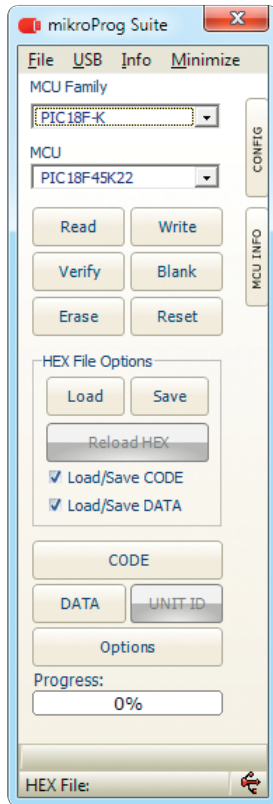 mikroProg Suite
File USB Info Minimize
MCU Family
PIC18F-K
CONFIG
MCU
PIC18F45K22
MCU INFO
Read Write
Verify Blank
Erase Reset
HEX File Options
Load Save
Reload HEX
Load/Save CODE
Load/Save DATA
CODE
DATA UNIT ID
Options
Progress:
0%
HEX File: